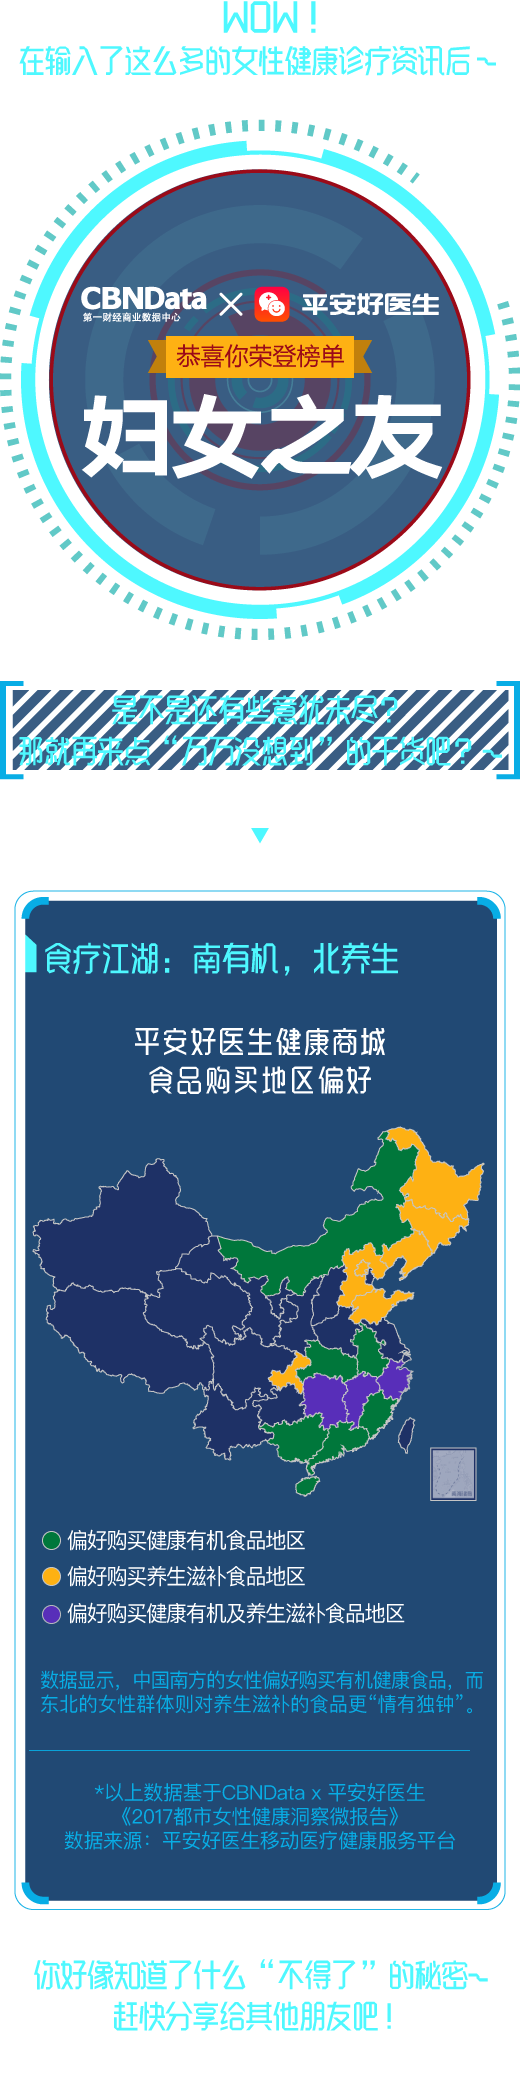 WOW！
在输入了这么多的女性健康诊疗资讯后~
CBNData × 平安好医生
第一财经商业数据中心
恭喜你荣登榜单
妇女之友
是不是还有些意犹未尽？
那就再来点“万万没想到”的干货吧？~
食疗江湖：南有机，北养生
平安好医生健康商城
食品购买地区偏好
偏好购买健康有机食品地区
偏好购买养生滋补食品地区
偏好购买健康有机及养生滋补食品地区
数据显示，中国南方的女性偏好购买有机健康食品，而
东北的女性群体则对养生滋补的食品更“情有独钟”。
*以上数据基于CBNData x 平安好医生
《2017都市女性健康洞察微报告》
数据来源：平安好医生移动医疗健康服务平台
你好像知道了什么“不得了”的秘密~
赶快分享给其他朋友吧！